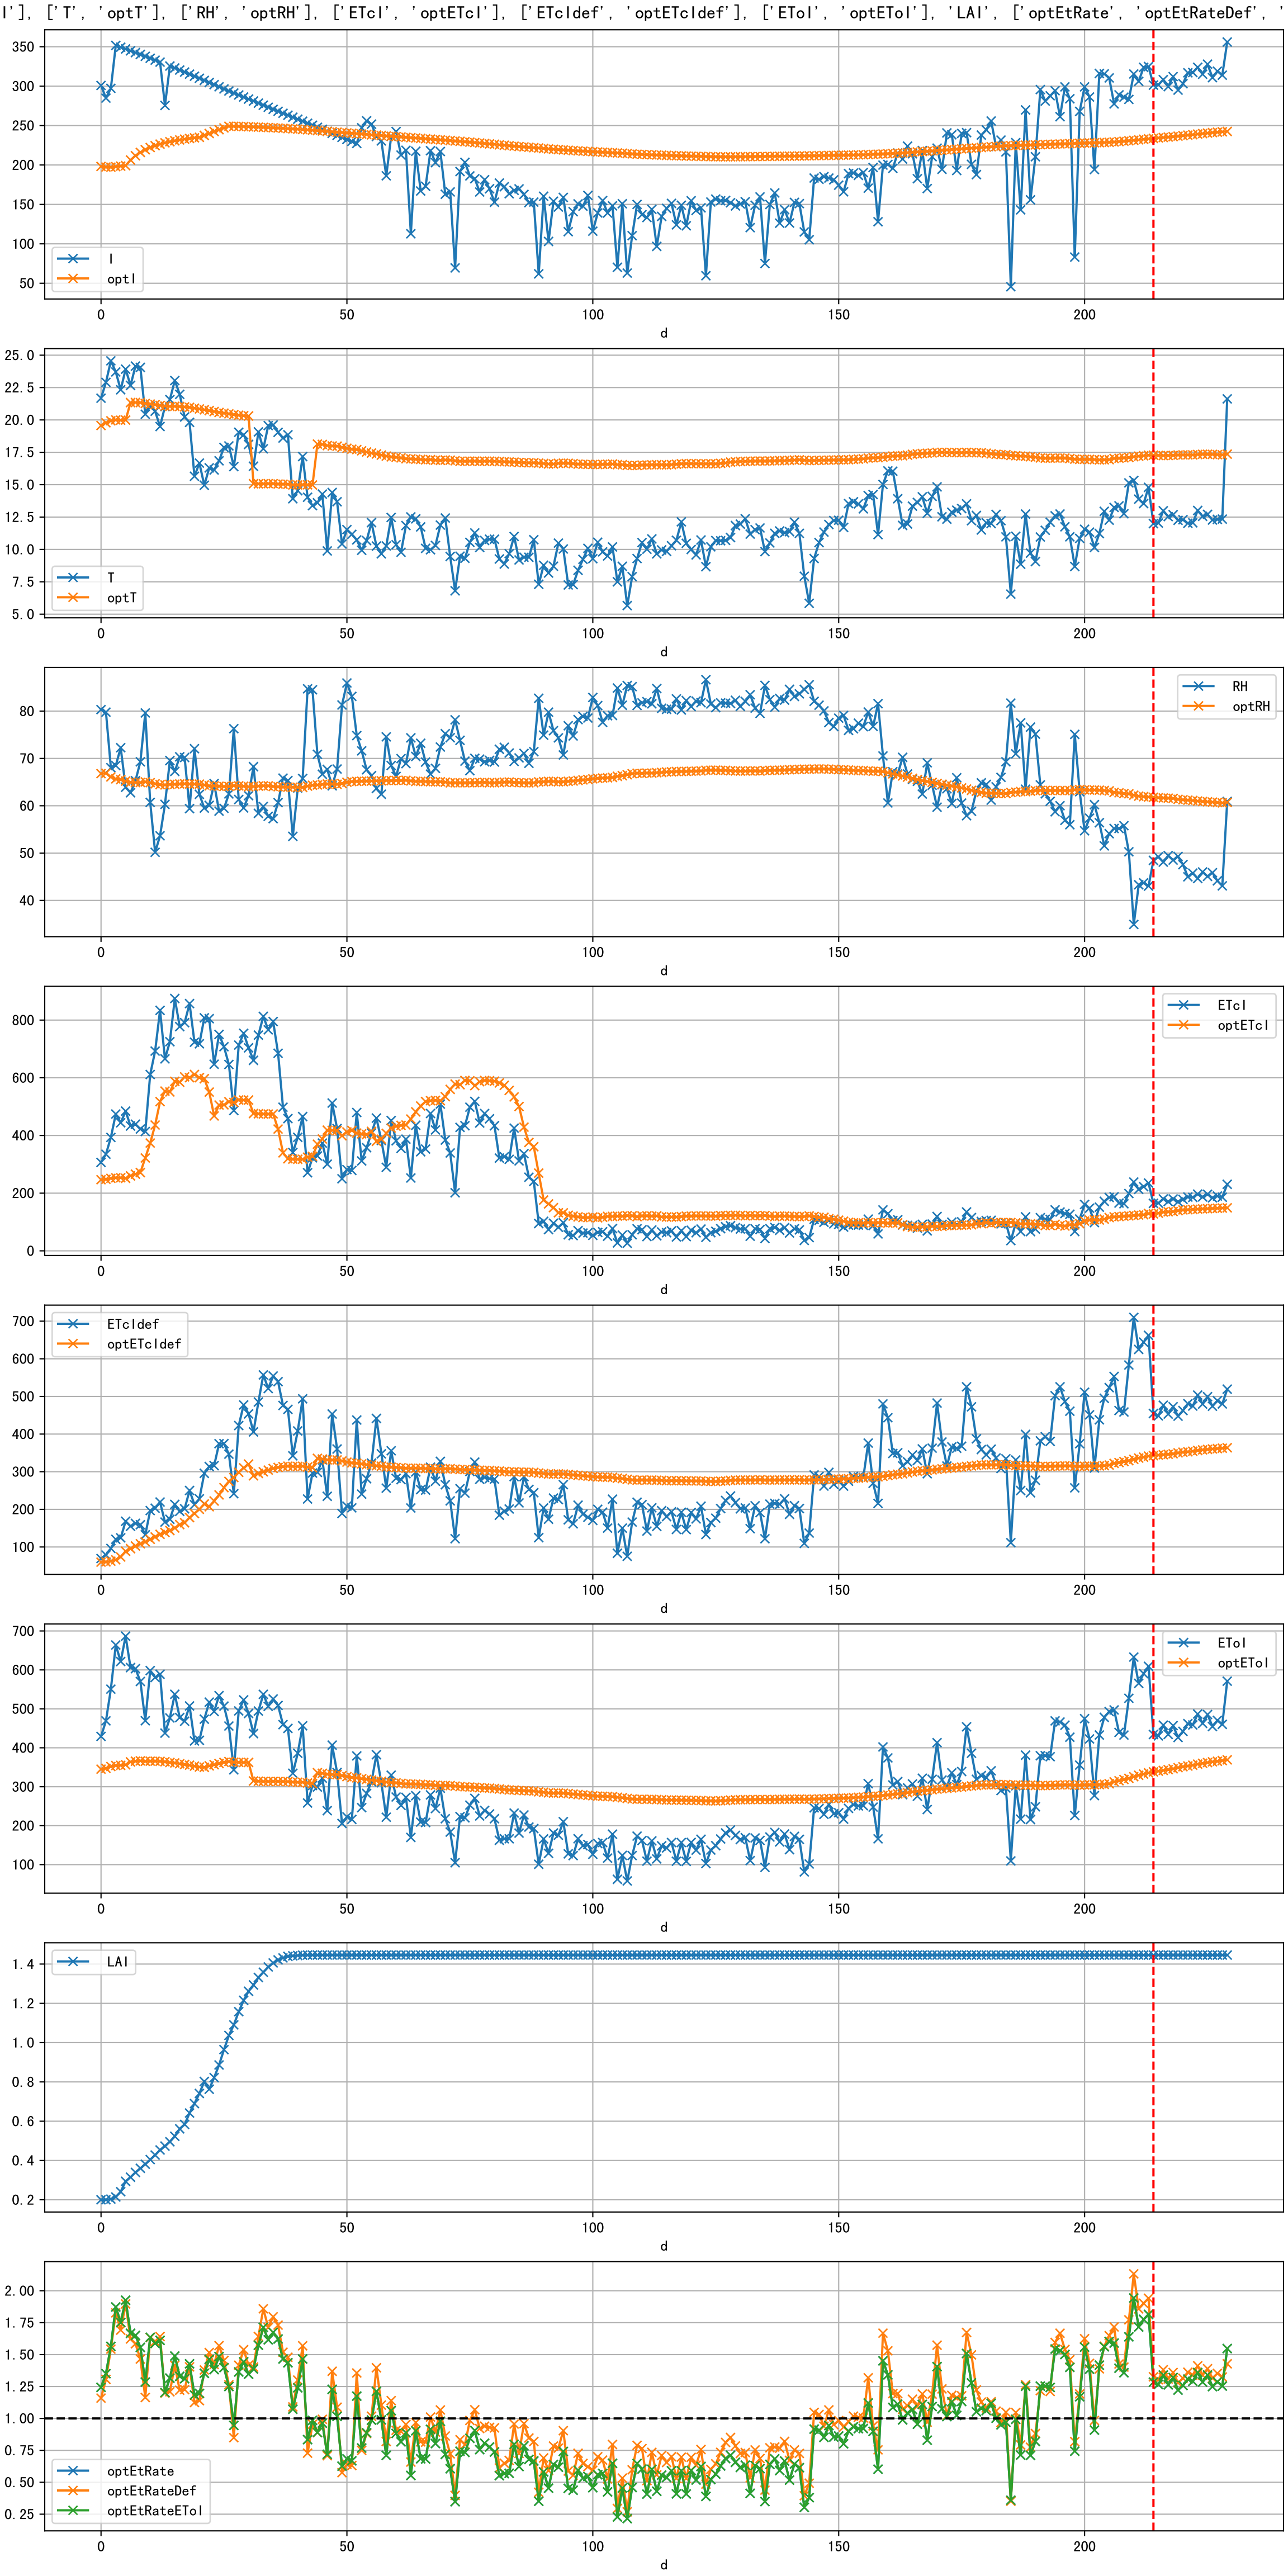 I'], ['T', 'optT'], ['RH', 'optRH'], ['ETcI', 'optETcI'], ['ETcIdef', 'optETcIdef'], ['EToI', 'optEToI'], 'LAI', ['optEtRate', 'optEtRateDef', '
350
300
250
200
150
100
50
I
optI
0 50 100 150 200
d
25.0
22.5
20.0
17.5
15.0
12.5
10.0
7.5
5.0
T
optT
0 50 100 150 200
d
80
70
60
50
40
RH
optRH
0 50 100 150 200
d
800
600
400
200
0
ETcI
optETcI
0 50 100 150 200
d
700
600
500
400
300
200
100
ETcIdef
optETcIdef
0 50 100 150 200
d
700
600
500
400
300
200
100
EToI
optEToI
0 50 100 150 200
d
1.4
1.2
1.0
0.8
0.6
0.4
0.2
LAI
0 50 100 150 200
d
2.00
1.75
1.50
1.25
1.00
0.75
0.50
0.25
optEtRate
optEtRateDef
optEtRateEToI
0 50 100 150 200
d